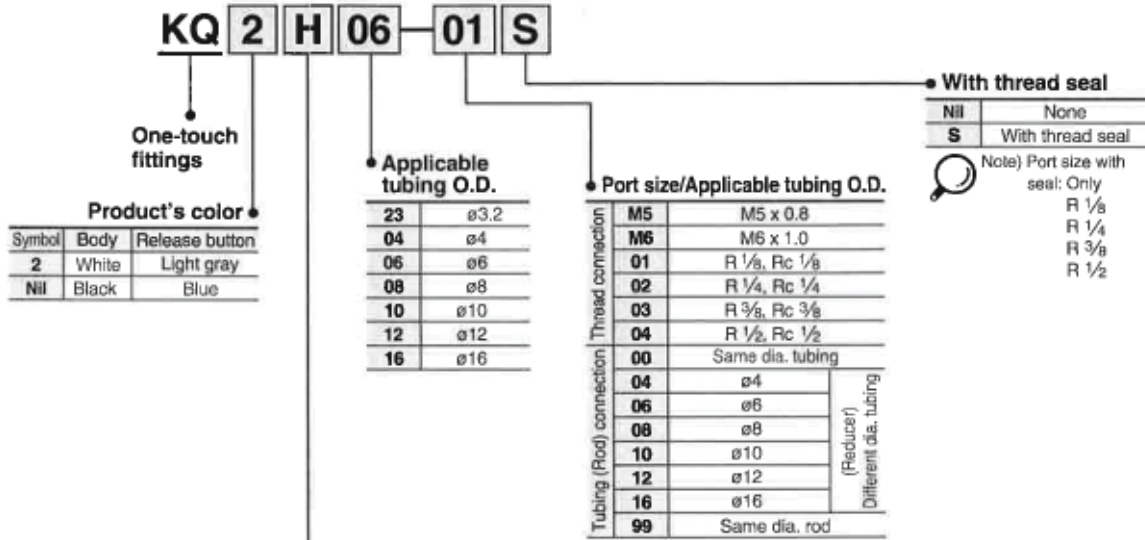 KQ 2 H 06-01 S
One-touch
fittings
Product's color
Symbol Body Release button
2 White Light gray
Nil Black Blue
Applicable
tubing O.D.
23 ø3.2
04 ø4
06 ø6
08 ø8
10 ø10
12 ø12
16 ø16
Port size/Applicable tubing O.D.
Thread connection
M5 M5 x 0.8
M6 M6 x 1.0
01 R 1/8, Rc 1/8
02 R 1/4, Rc 1/4
03 R 3/8, Rc 3/8
04 R 1/2, Rc 1/2
Tubing (Rod) connection
00 Same dia. tubing
04 ø4
06 ø6
08 ø8
10 ø10
12 ø12
16 ø16
(Reducer)
Different dia. tubing
99 Same dia. rod
With thread seal
Nil None
S With thread seal
Note) Port size with
seal: Only
R 1/8
R 1/4
R 3/8
R 1/2